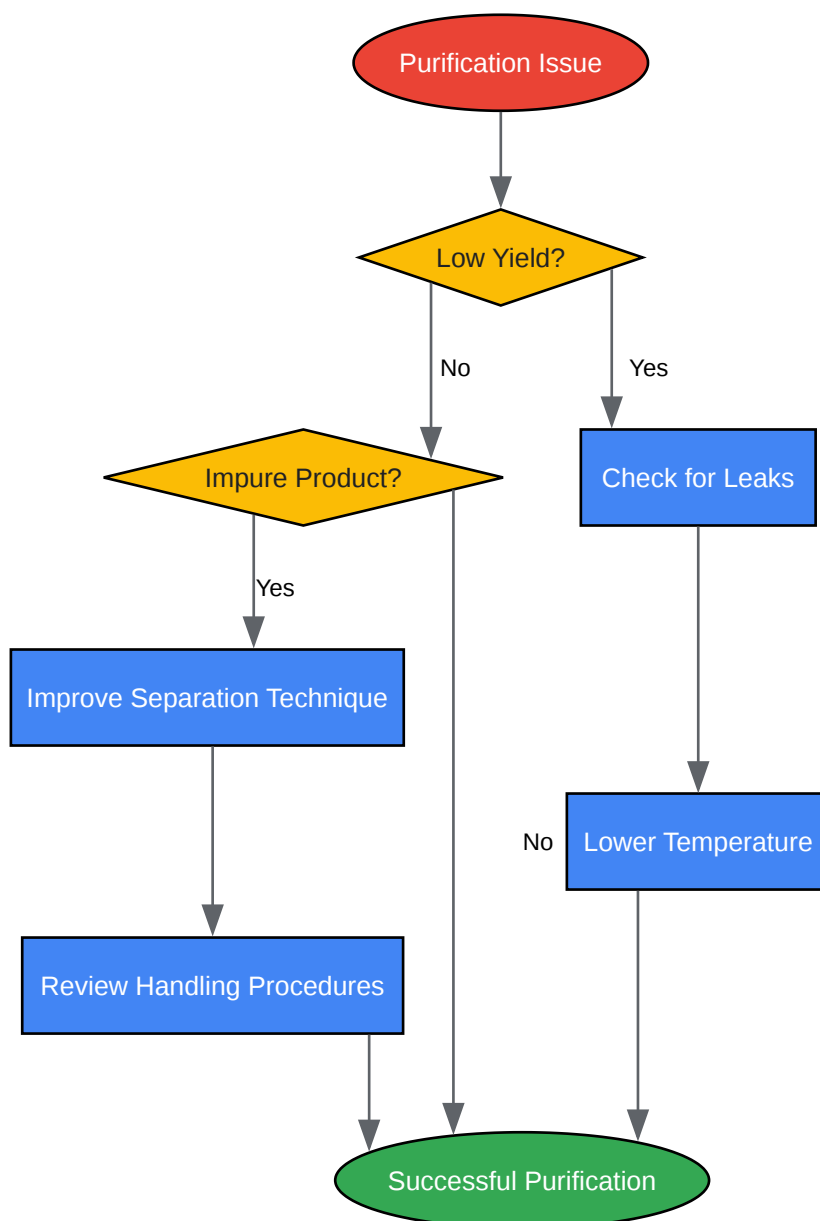 Purification Issue
Low Yield?
No
Yes
Impure Product?
Check for Leaks
Yes
Improve Separation Technique
No
Lower Temperature
Review Handling Procedures
Successful Purification